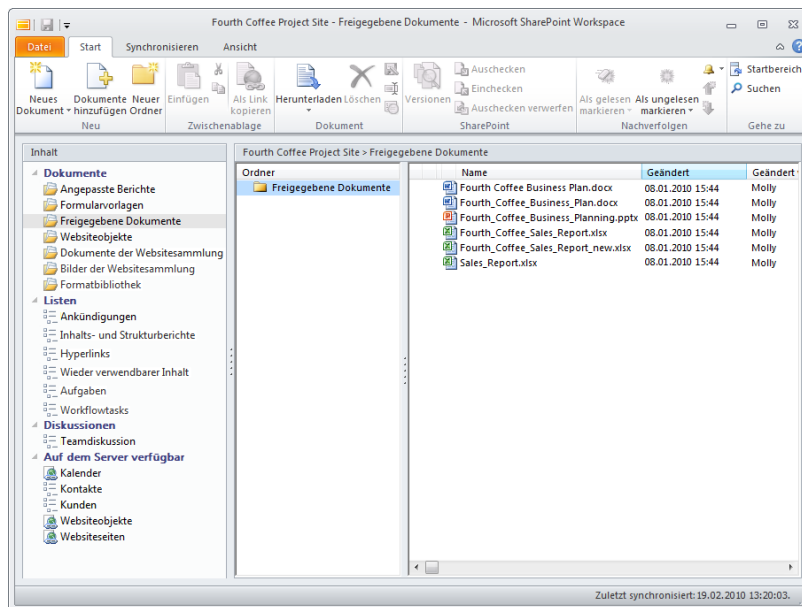 Fourth Coffee Project Site - Freigegebene Dokumente - Microsoft SharePoint Workspace
Datei Start Synchronisieren Ansicht
Neues Dokument
Dokumente hinzufügen
Neuer Ordner
Neu
Einfügen
Als Link kopieren
Zwischenablage
Herunterladen
Löschen
Dokument
Versionen
Auschecken
Einchecken
Auschecken verwerfen
SharePoint
Als gelesen markieren
Als ungelesen markieren
Nachverfolgen
Startbereich
Suchen
Gehe zu
Inhalt
Dokumente
Angepasste Berichte
Formularvorlagen
Freigegebene Dokumente
Websiteobjekte
Dokumente der Websitesammlung
Bilder der Websitesammlung
Formatbibliothek
Listen
Ankündigungen
Inhalts- und Strukturberichte
Hyperlinks
Wieder verwendbarer Inhalt
Aufgaben
Workflowtasks
Diskussionen
Teamdiskussion
Auf dem Server verfügbar
Kalender
Kontakte
Kunden
Websiteobjekte
Websiteseiten
Fourth Coffee Project Site > Freigegebene Dokumente
Ordner
Freigegebene Dokumente
Name Geändert Geändert
Fourth Coffee Business Plan.docx 08.01.2010 15:44 Molly
Fourth_Coffee_Business_Plan.docx 08.01.2010 15:44 Molly
Fourth_Coffee_Business_Planning.pptx 08.01.2010 15:44 Molly
Fourth_Coffee_Sales_Report.xlsx 08.01.2010 15:44 Molly
Fourth_Coffee_Sales_Report_new.xlsx 08.01.2010 15:44 Molly
Sales_Report.xlsx 08.01.2010 15:44 Molly
Zuletzt synchronisiert: 19.02.2010 13:20:03.